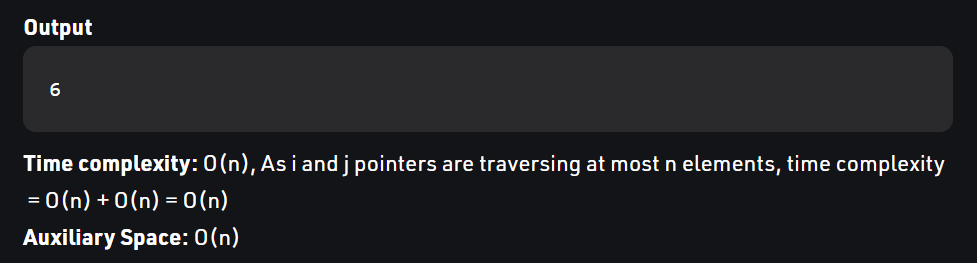 Output
6
Time complexity: O(n), As i and j pointers are traversing at most n elements, time complexity
= O(n) + O(n) = O(n)
Auxiliary Space: O(n)